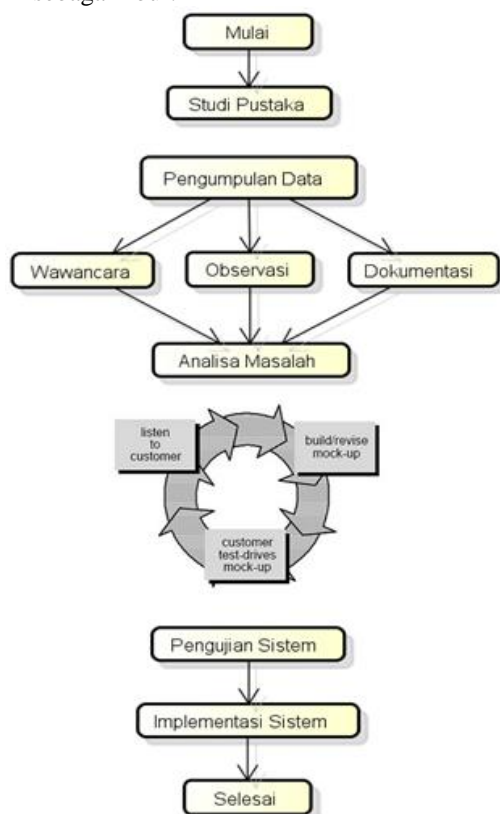 Mulai
Studi Pustaka
Pengumpulan Data
Wawancara
Observasi
Dokumentasi
Analisa Masalah
listen
to
customer
build/revise
mock-up
customer
test-drives
mock-up
Pengujian Sistem
Implementasi Sistem
Selesai